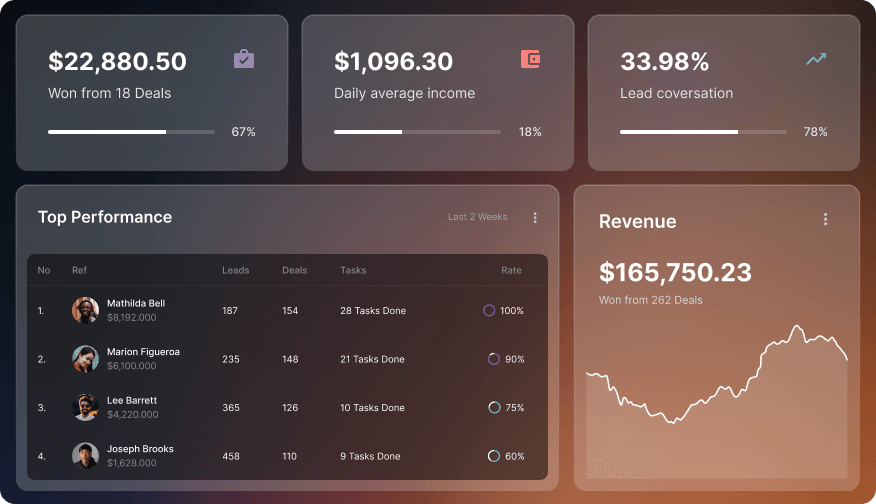 $22,880.50
Won from 18 Deals
67%
$1,096.30
Daily average income
18%
33.98%
Lead coversation
78%
Top Performance
Last 2 Weeks
No Ref Leads Deals Tasks Rate
1. Mathilda Bell 187 154 28 Tasks Done 100%
$8,192.000
2. Marion Figueroa 235 148 21 Tasks Done 90%
$6,100.000
3. Lee Barrett 365 126 10 Tasks Done 75%
$4,220.000
4. Joseph Brooks 458 110 9 Tasks Done 60%
$1,628.000
Revenue
$165,750.23
Won from 262 Deals